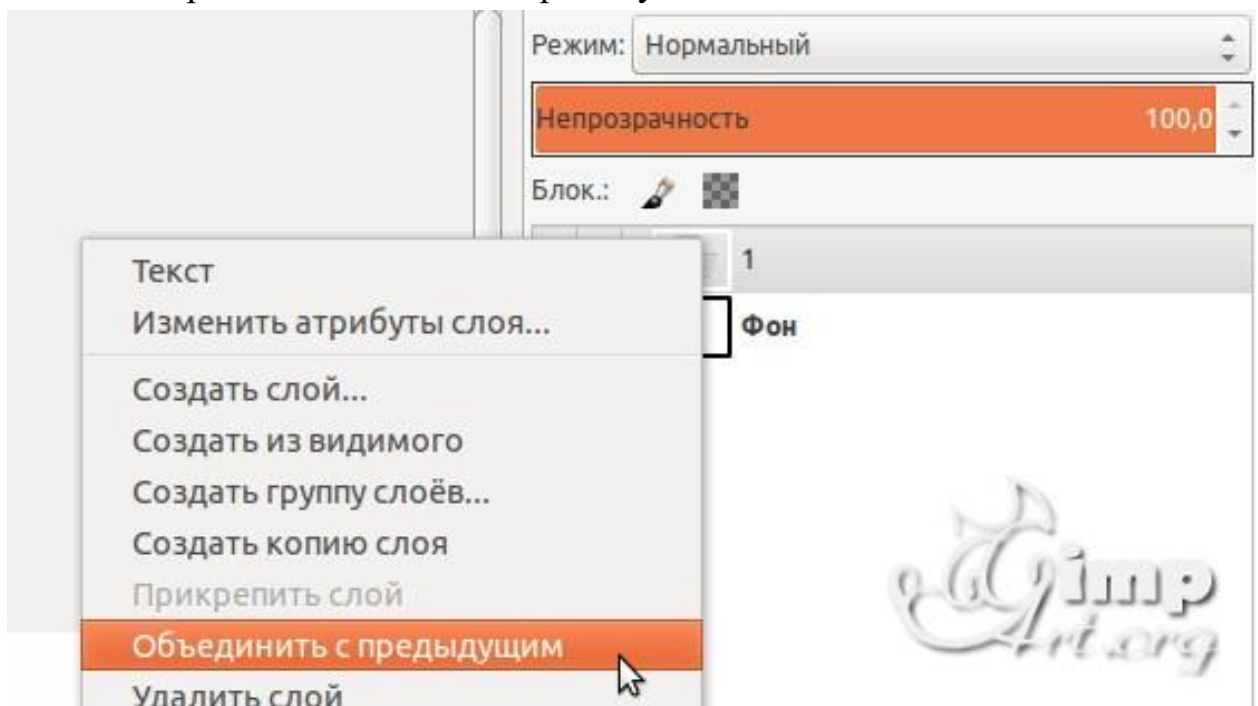 Режим: Нормальный
Непрозрачность 100,0
Блок.:
1
Фон
Текст
Изменить атрибуты слоя...
Создать слой...
Создать из видимого
Создать группу слоёв...
Создать копию слоя
Прикрепить слой
Объединить с предыдущим
Удалить слой
Gimp
Art.org